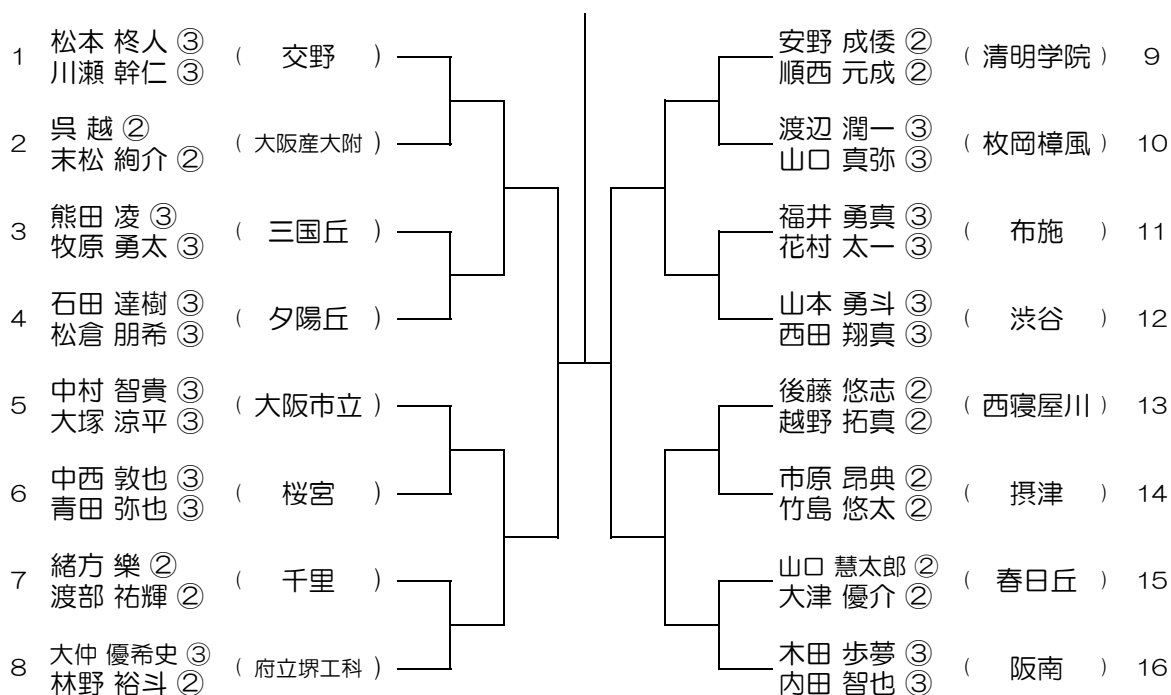 1 松本 柊人 ③ ( 交野 )
川瀬 幹仁 ③
2 呉 越 ② ( 大阪産大附 )
末松 絢介 ②
3 熊田 凌 ③ ( 三国丘 )
牧原 勇太 ③
4 石田 達樹 ③ ( 夕陽丘 )
松倉 朋希 ③
5 中村 智貴 ③ ( 大阪市立 )
大塚 涼平 ③
6 中西 敦也 ③ ( 桜宮 )
青田 弥也 ③
7 緒方 樂 ② ( 千里 )
渡部 祐輝 ②
8 大仲 優希史 ③ ( 府立堺工科 )
林野 裕斗 ②
安野 成倭 ② ( 清明学院 ) 9
順西 元成 ②
渡辺 潤一 ③ ( 枚岡樟風 ) 10
山口 真弥 ③
福井 勇真 ③ ( 布施 ) 11
花村 太一 ③
山本 勇斗 ③ ( 渋谷 ) 12
西田 翔真 ③
後藤 悠志 ② ( 西寝屋川 ) 13
越野 拓真 ②
市原 昂典 ② ( 摂津 ) 14
竹島 悠太 ②
山口 慧太郎 ② ( 春日丘 ) 15
大津 優介 ②
木田 歩夢 ③ ( 阪南 ) 16
内田 智也 ③